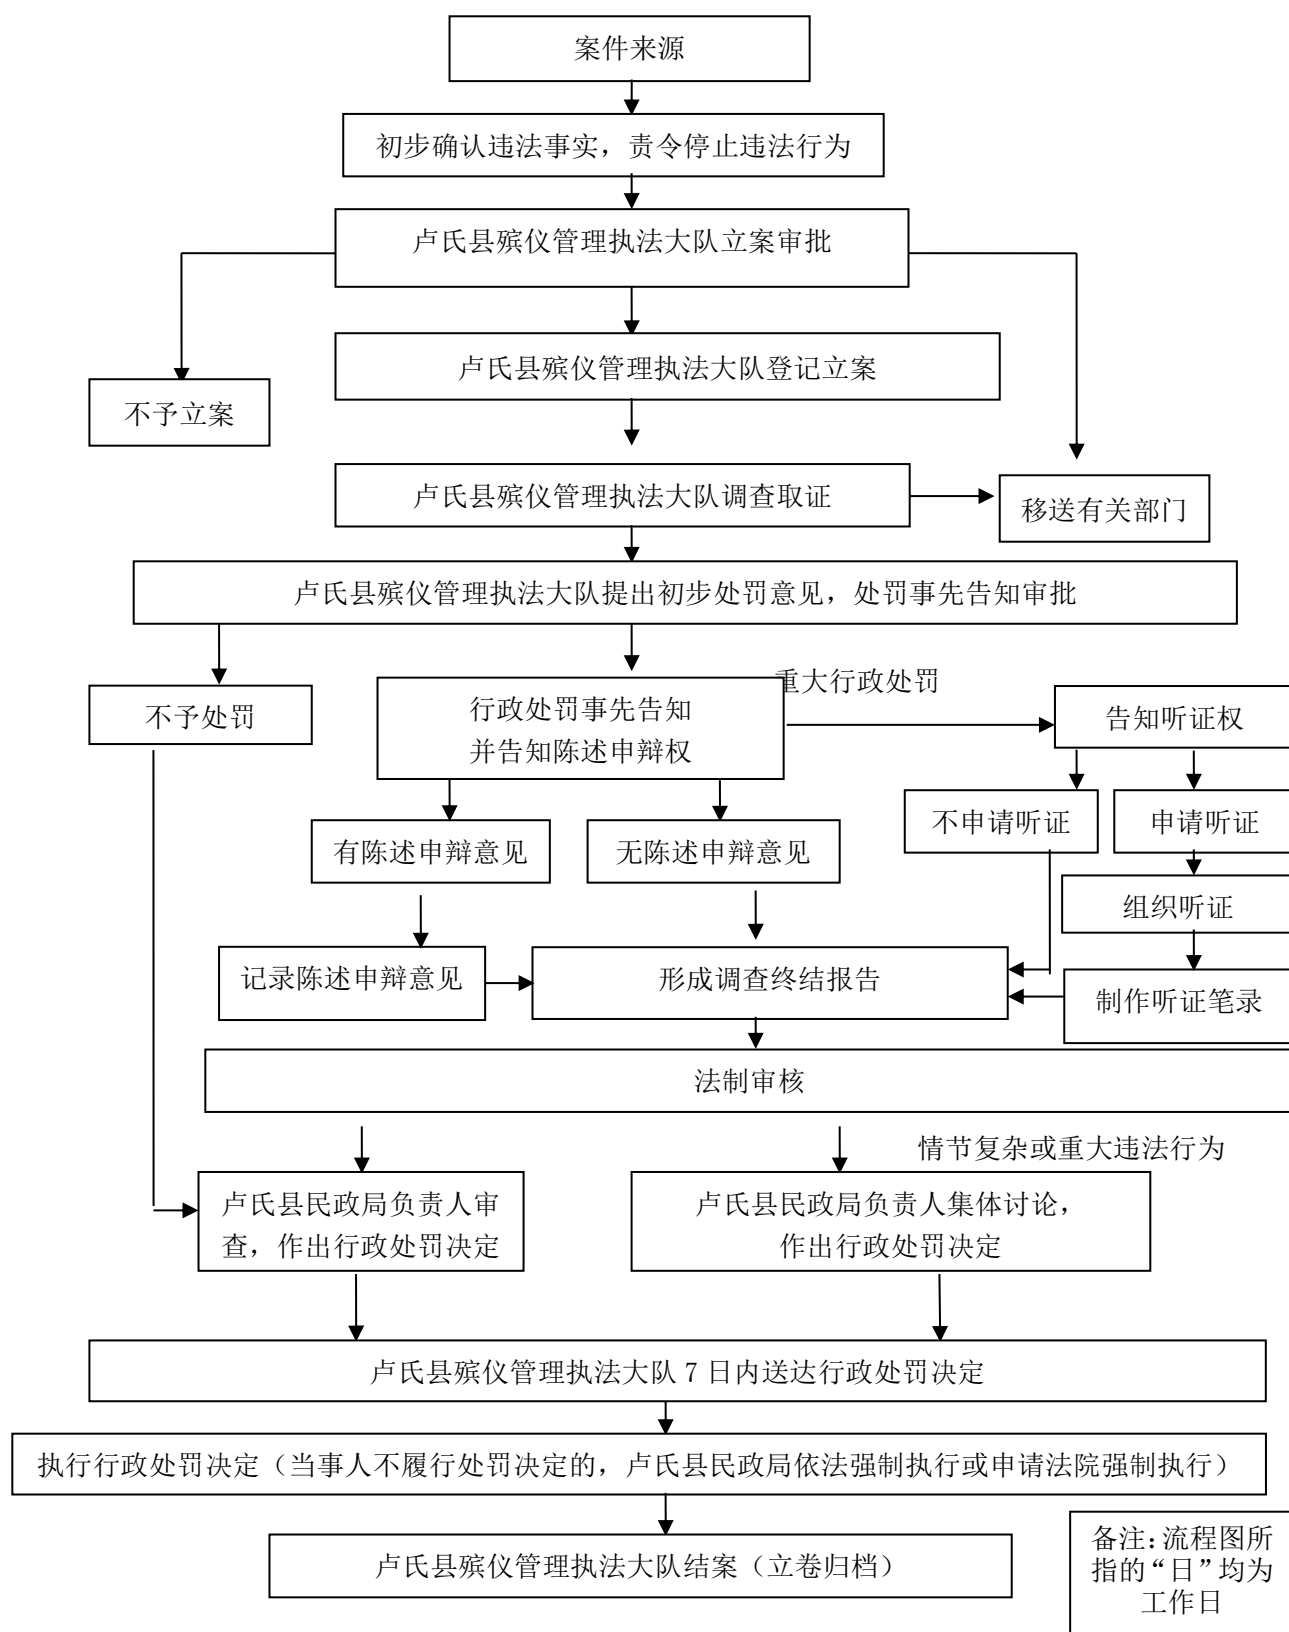 案件来源
初步确认违法事实，责令停止违法行为
卢氏县殡仪管理执法大队立案审批
卢氏县殡仪管理执法大队登记立案
不予立案
卢氏县殡仪管理执法大队调查取证
移送有关部门
卢氏县殡仪管理执法大队提出初步处罚意见，处罚事先告知审批
重大行政处罚
不予处罚
行政处罚事先告知
并告知陈述申辩权
告知听证权
不申请听证
申请听证
有陈述申辩意见
无陈述申辩意见
组织听证
记录陈述申辩意见
形成调查终结报告
制作听证笔录
法制审核
情节复杂或重大违法行为
卢氏县民政局负责人审
查，作出行政处罚决定
卢氏县民政局负责人集体讨论，
作出行政处罚决定
卢氏县殡仪管理执法大队 7 日内送达行政处罚决定
执行行政处罚决定（当事人不履行处罚决定的，卢氏县民政局依法强制执行或申请法院强制执行）
卢氏县殡仪管理执法大队结案（立卷归档）
备注：流程图所
指的“日”均为
工作日